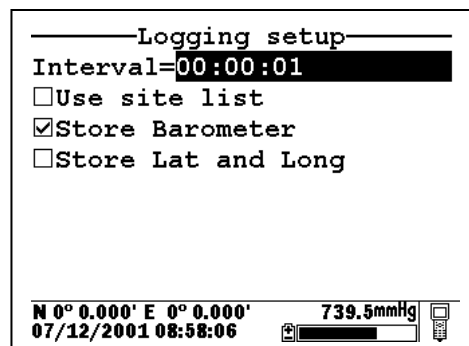 Logging setup
Interval=00:00:01
Use site list
Store Barometer
Store Lat and Long
N 0° 0.000' E 0° 0.000' 739.5mmHg
07/12/2001 08:58:06